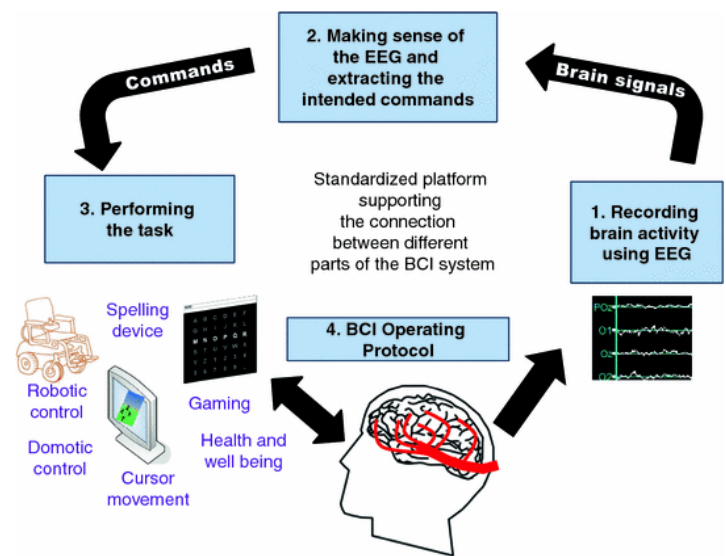 2. Making sense of
the EEG and
extracting the
intended commands
Commands
Brain signals
3. Performing
the task
Standardized platform
supporting
the connection
between different
parts of the BCI system
1. Recording
brain activity
using EEG
Spelling
device
M N O P Q R
4. BCI Operating
Protocol
PO2
O1
O2
Robotic
control
Gaming
Domotic
control
Health and
well being
Cursor
movement